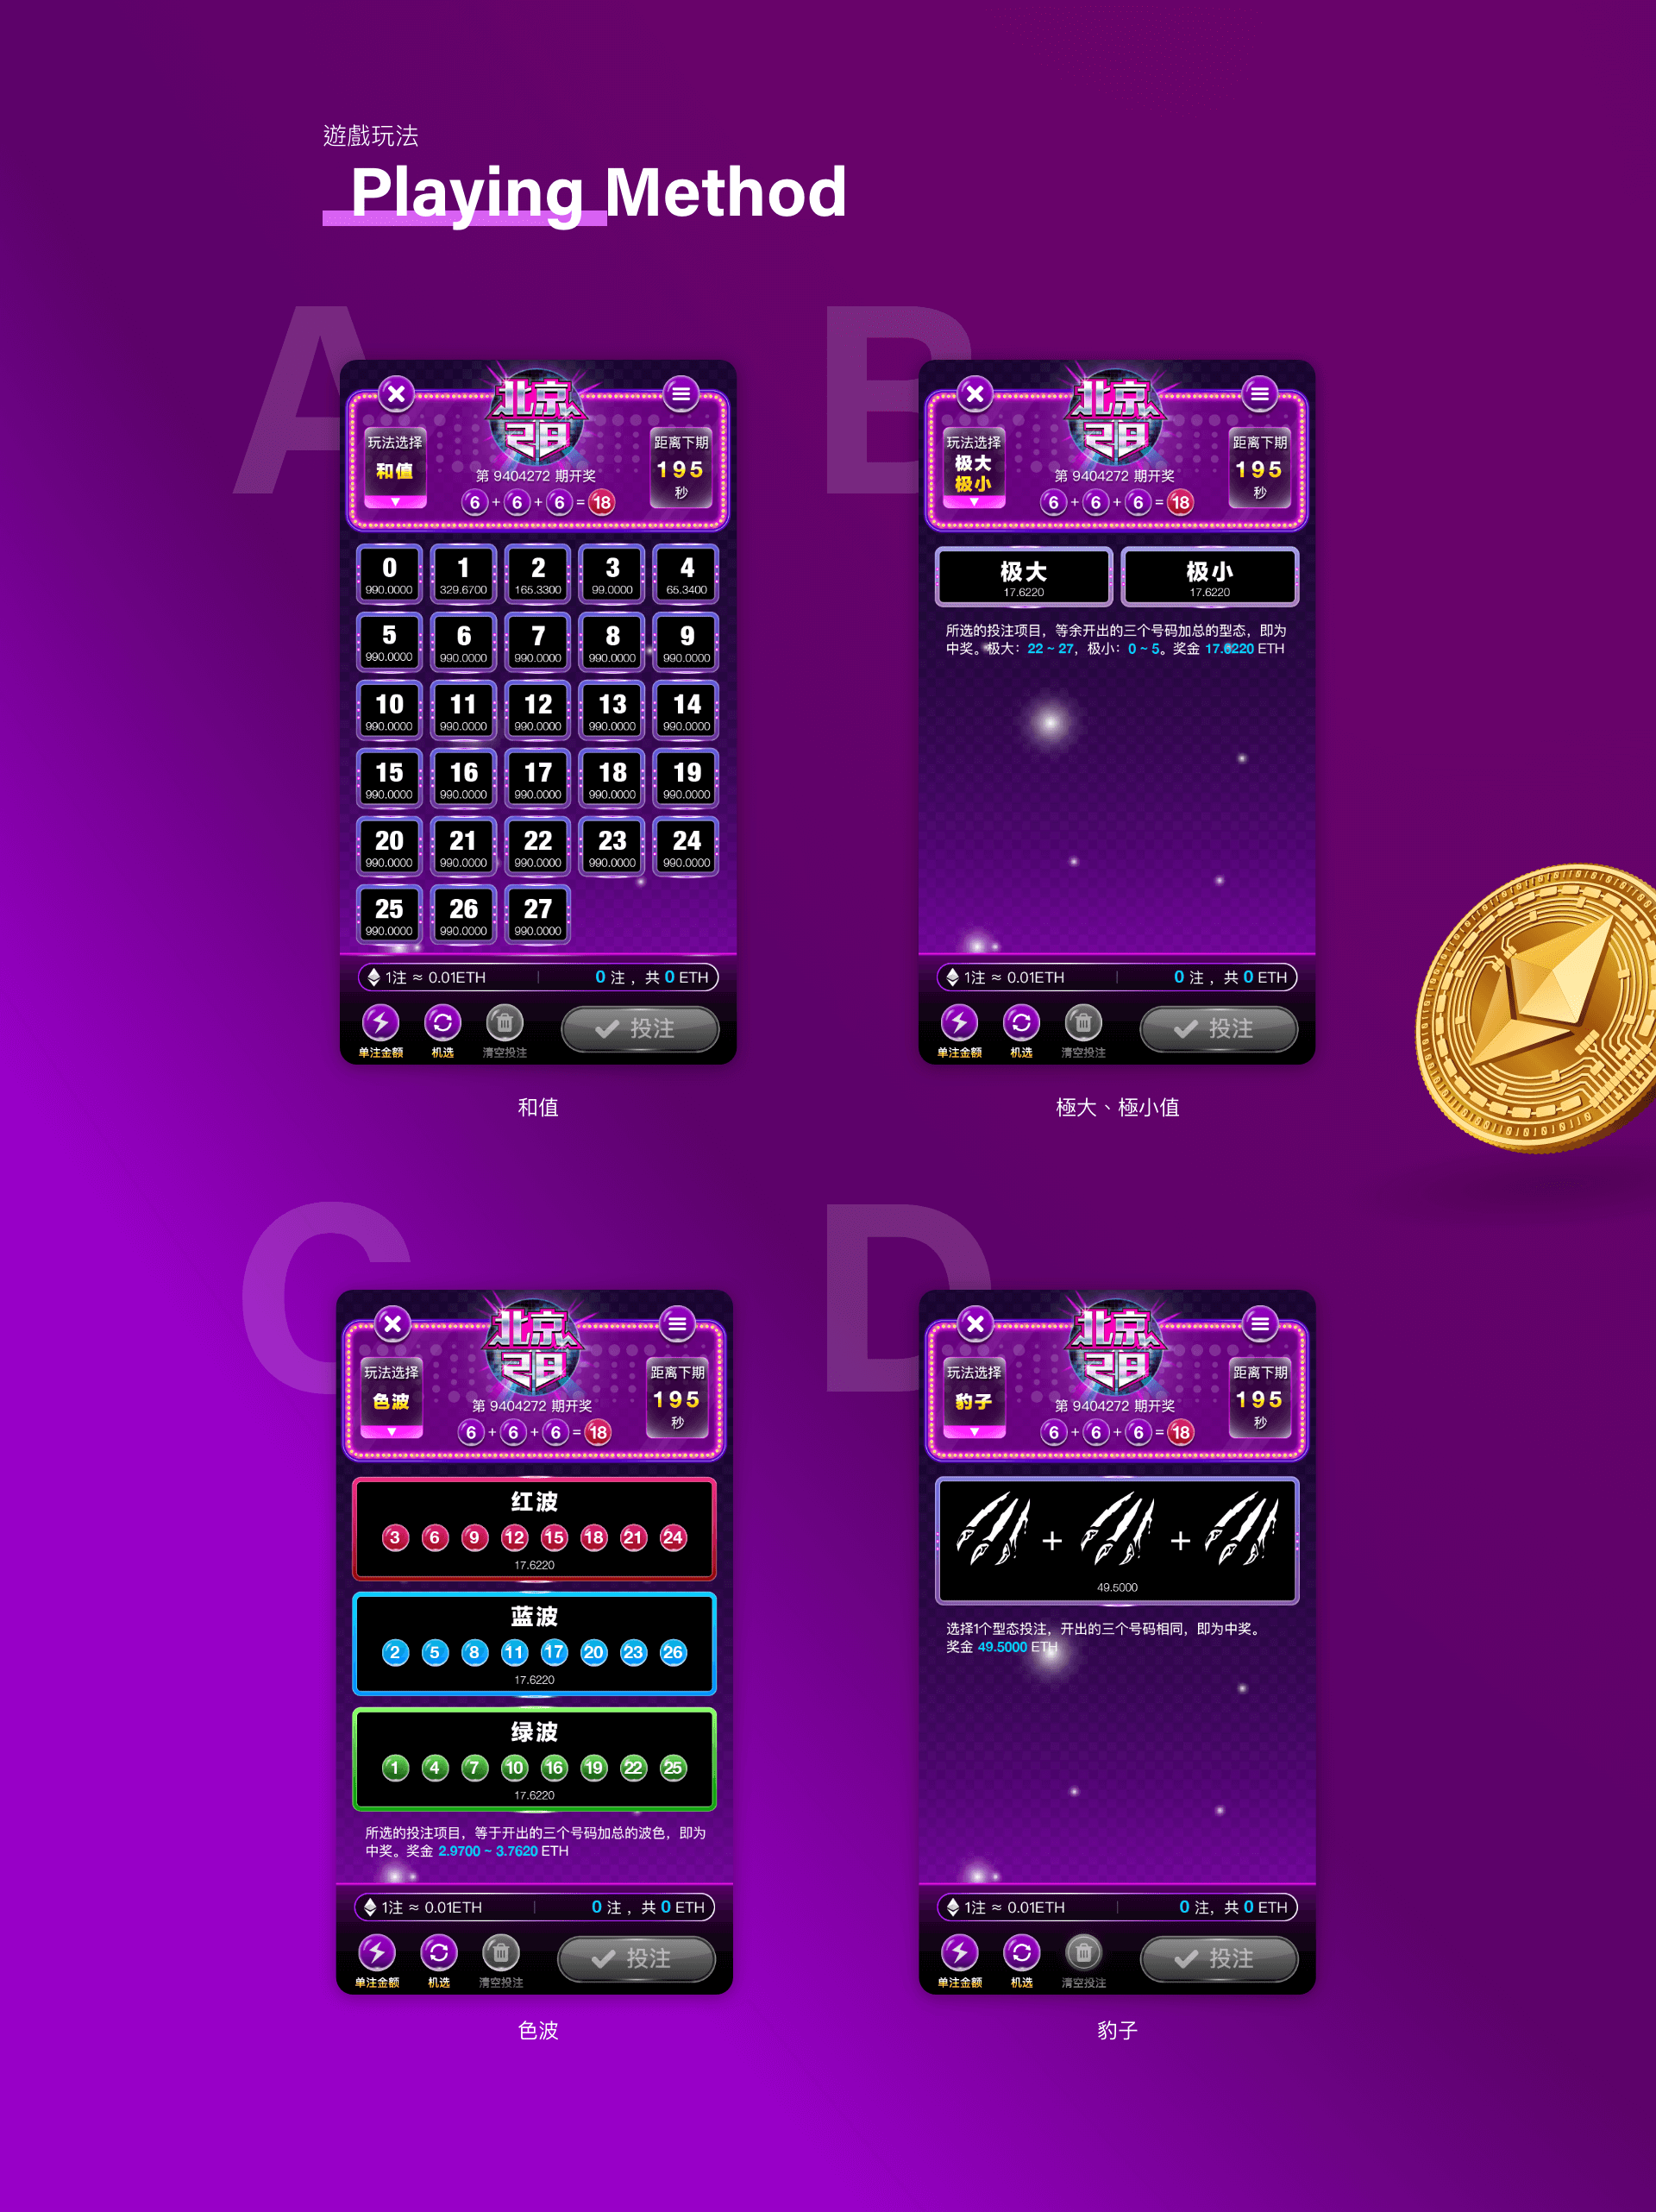 遊戲玩法
Playing Method
A
北京
28
玩法选择
和值
距离下期
195
秒
第 9404272 期开奖
6 + 6 + 6 = 18
0 1 2 3 4
990.0000 329.6700 165.3300 99.0000 65.3400
5 6 7 8 9
990.0000 990.0000 990.0000 990.0000 990.0000
10 11 12 13 14
990.0000 990.0000 990.0000 990.0000 990.0000
15 16 17 18 19
990.0000 990.0000 990.0000 990.0000 990.0000
20 21 22 23 24
990.0000 990.0000 990.0000 990.0000 990.0000
25 26 27
990.0000 990.0000 990.0000
1注 ≈ 0.01ETH 0 注，共 0 ETH
单注金额 机选 清空投注 投注
和值
B
北京
28
玩法选择
极大
极小
距离下期
195
秒
第 9404272 期开奖
6 + 6 + 6 = 18
极大 极小
17.6220 17.6220
所选的投注项目，等余开出的三个号码加总的型态，即为
中奖。极大：22 ~ 27，极小：0 ~ 5。奖金 17.6220 ETH
1注 ≈ 0.01ETH 0 注，共 0 ETH
单注金额 机选 清空投注 投注
極大、極小值
C
北京
28
玩法选择
色波
距离下期
195
秒
第 9404272 期开奖
6 + 6 + 6 = 18
红波
3 6 9 12 15 18 21 24
17.6220
蓝波
2 5 8 11 17 20 23 26
17.6220
绿波
1 4 7 10 16 19 22 25
17.6220
所选的投注项目，等于开出的三个号码加总的波色，即为
中奖。奖金 2.9700 ~ 3.7620 ETH
1注 ≈ 0.01ETH 0 注，共 0 ETH
单注金额 机选 清空投注 投注
色波
D
北京
28
玩法选择
豹子
距离下期
195
秒
第 9404272 期开奖
6 + 6 + 6 = 18
+ +
49.5000
选择1个型态投注，开出的三个号码相同，即为中奖。
奖金 49.5000 ETH
1注 ≈ 0.01ETH 0 注，共 0 ETH
单注金额 机选 清空投注 投注
豹子